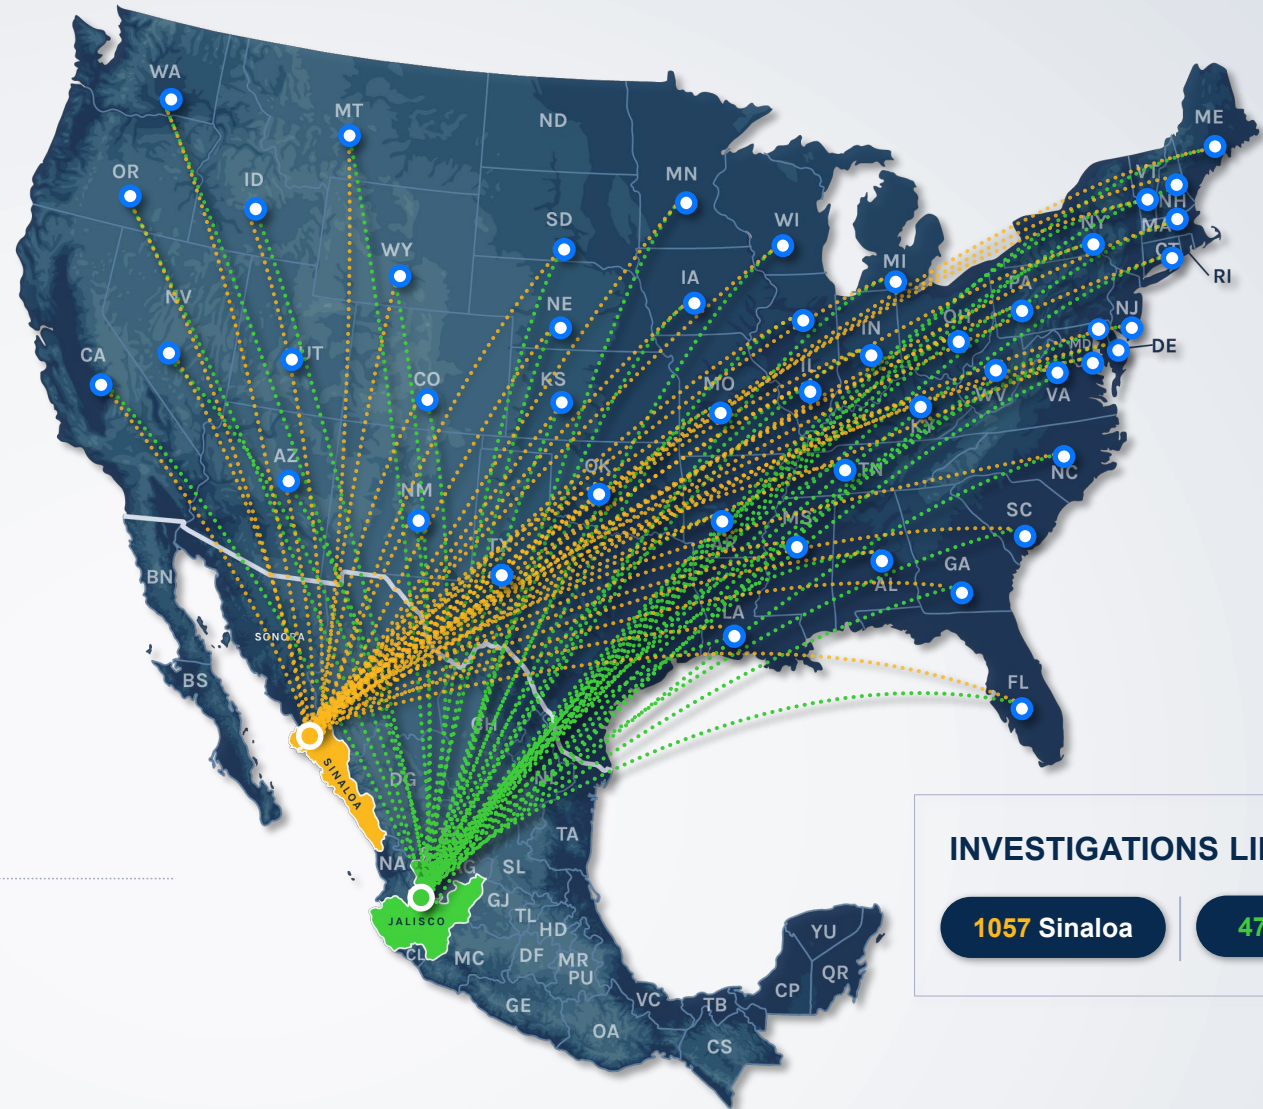 WA
MT
ND
ME
OR
ID
MN
VT
NH
SD
WI
NY
MA
WY
CT
MI
RI
IA
PA
NV
NE
NJ
OH
IN
UT
MD
DE
CA
CO
KS
MO
IL
WV
VA
KY
AZ
OK
TN
NC
NM
MS
SC
TX
GA
BN
AL
LA
SONORA
BS
FL
CH
SINALOA
DG
NL
TA
NA
SL
GJ
JALISCO
TL
HD
CL
MC
DF
MR
PU
YU
QR
CP
GE
VC
TB
OA
CS
INVESTIGATIONS LI
1057 Sinaloa
47